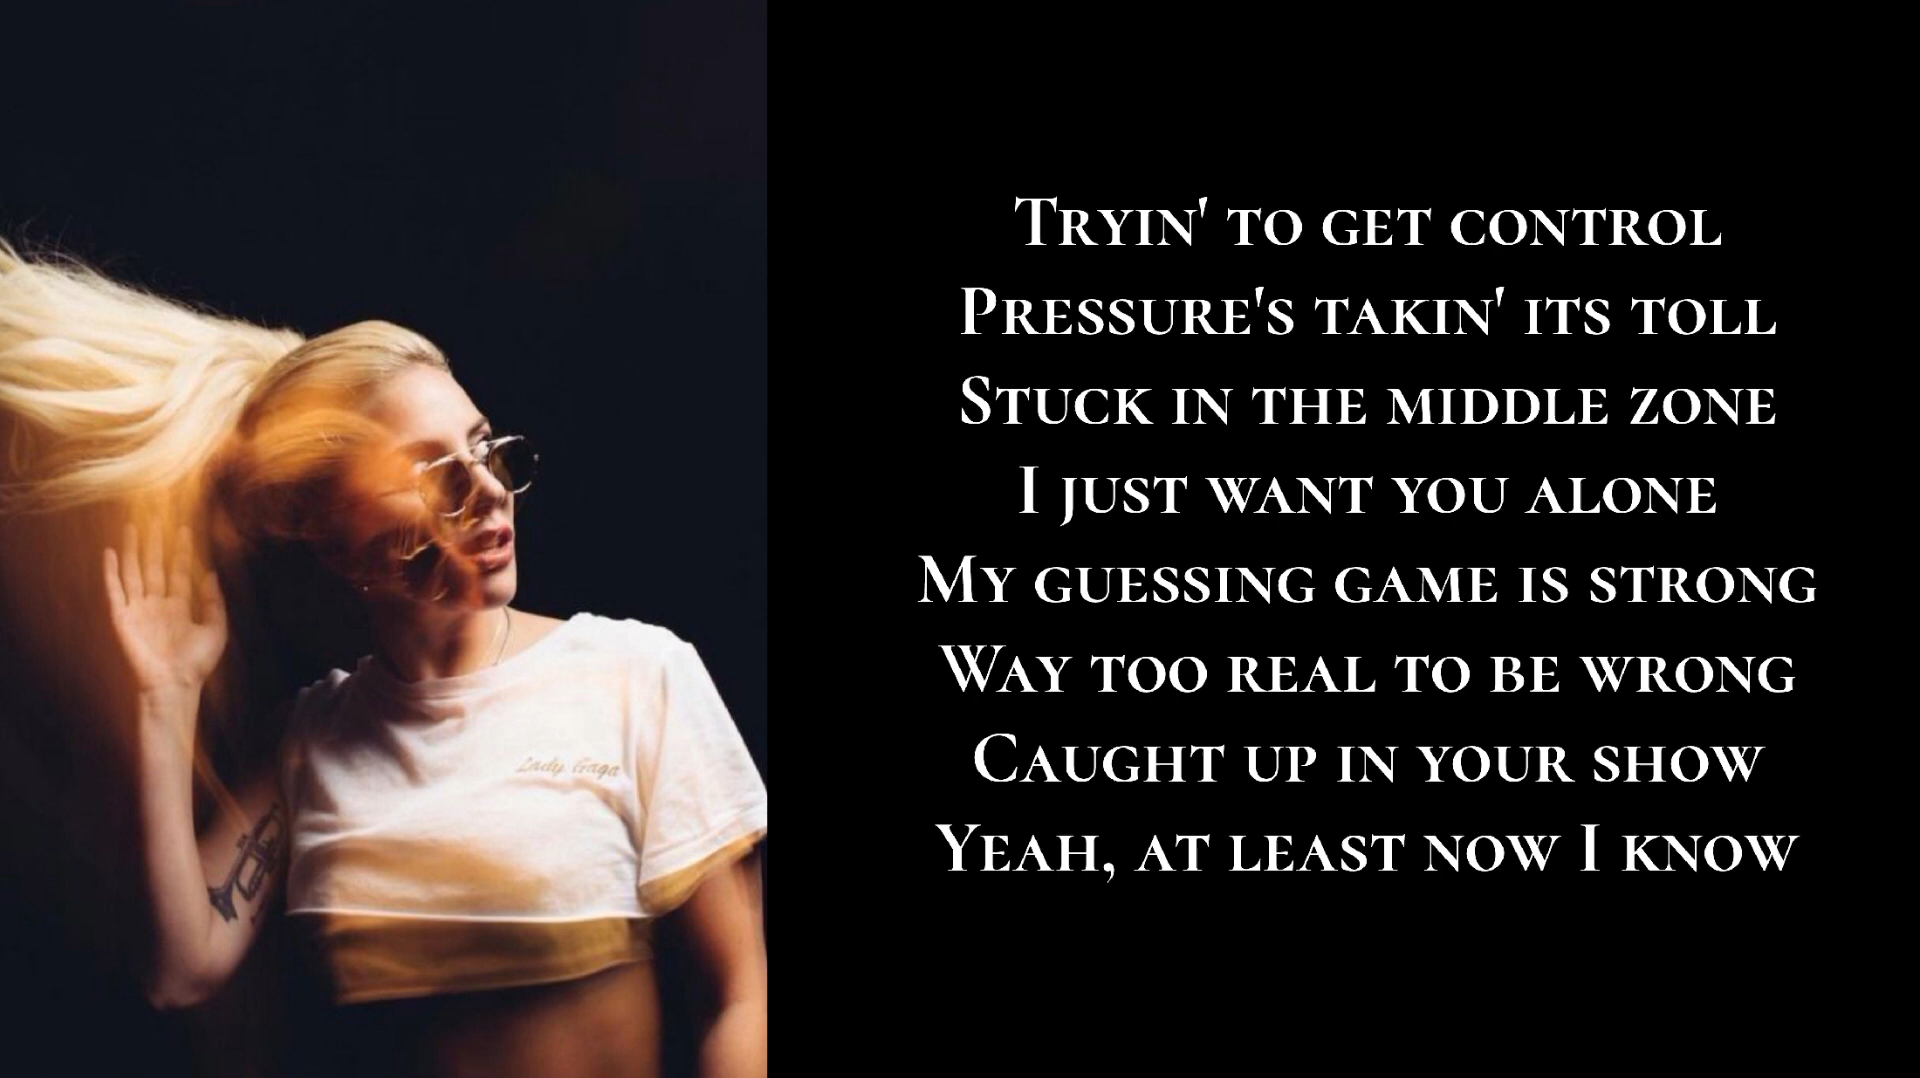 Lady Gaga
Tryin' to get control
Pressure's takin' its toll
Stuck in the middle zone
I just want you alone
My guessing game is strong
Way too real to be wrong
Caught up in your show
Yeah, at least now I know